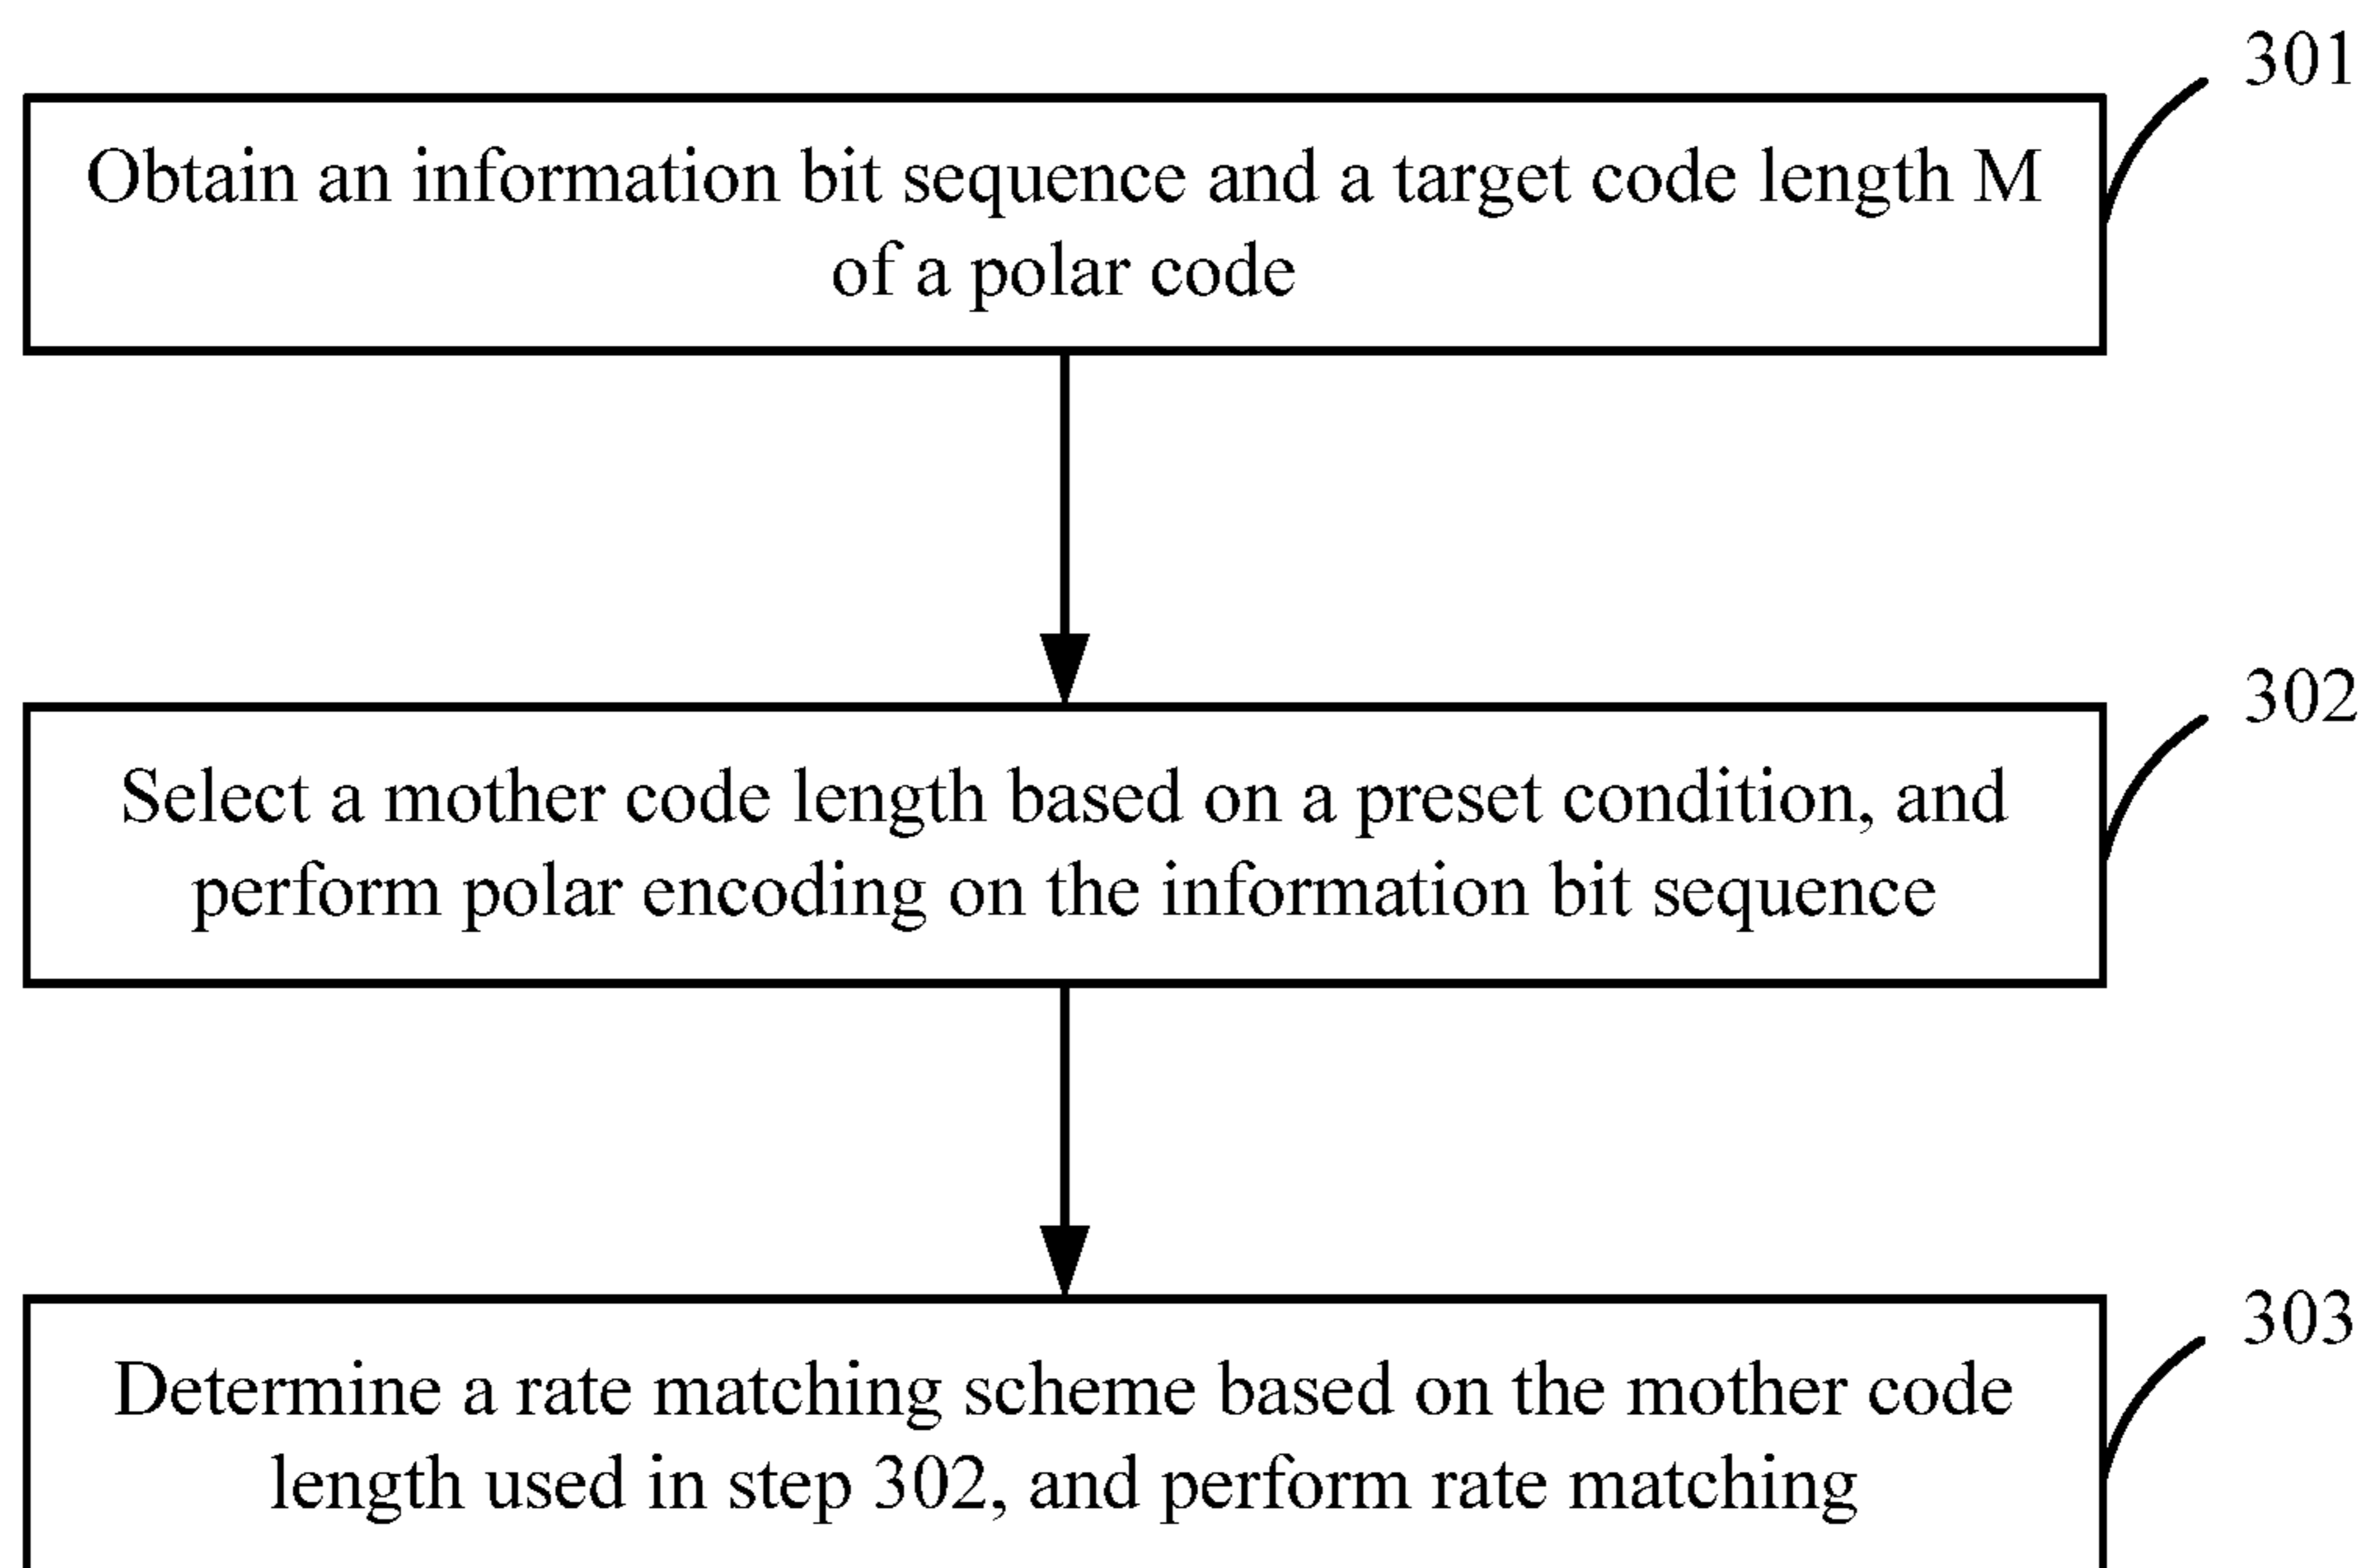 301
Obtain an information bit sequence and a target code length M
of a polar code
302
Select a mother code length based on a preset condition, and
perform polar encoding on the information bit sequence
303
Determine a rate matching scheme based on the mother code
length used in step 302, and perform rate matching